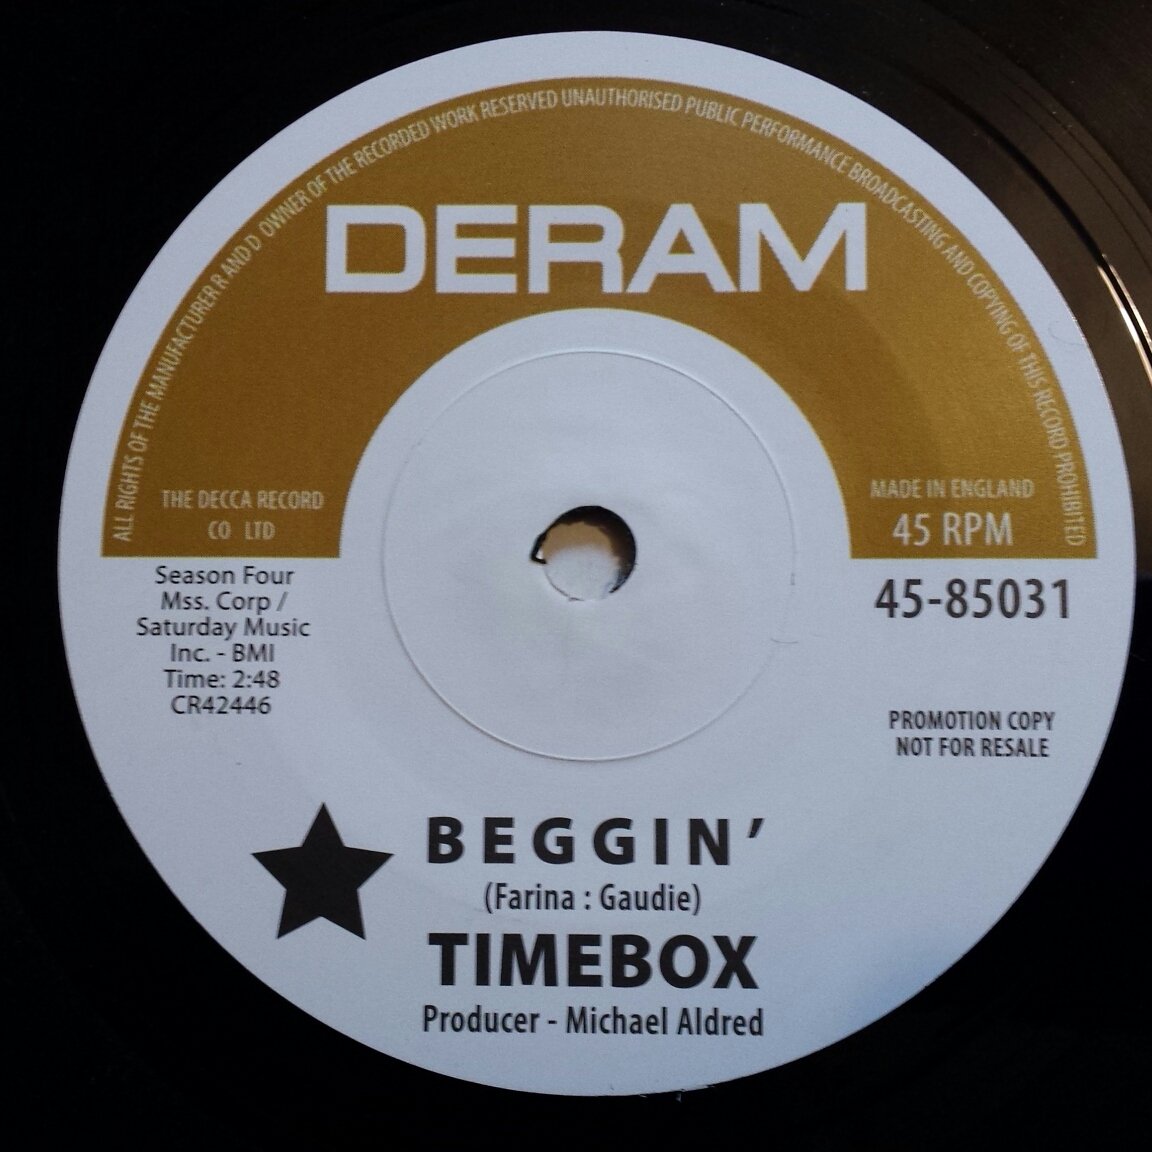 ALL RIGHTS OF THE MANUFACTURER R AND D OWNER OF THE RECORDED WORK RESERVED UNAUTHORISED PUBLIC PERFORMANCE BROADCASTING AND COPYING OF THIS RECORD PROHIBITED
DERAM
THE DECCA RECORD
CO LTD
MADE IN ENGLAND
45 RPM
Season Four
Mss. Corp /
Saturday Music
Inc. - BMI
Time: 2:48
CR42446
45-85031
PROMOTION COPY
NOT FOR RESALE
BEGGIN’
(Farina : Gaudie)
TIMEBOX
Producer - Michael Aldred